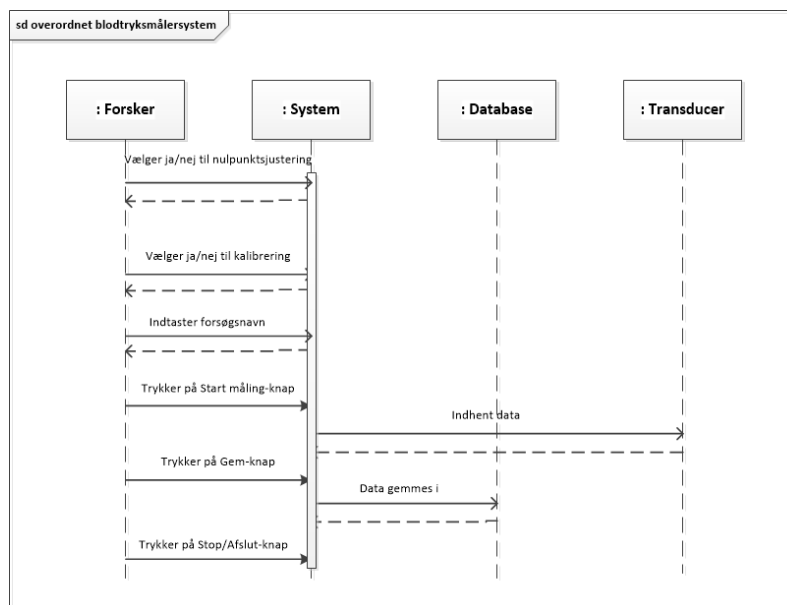 sd overordnet blodtryksmålersystem
: Forsker
: System
: Database
: Transducer
Vælger ja/nej til nulpunktsjustering
Vælger ja/nej til kalibrering
Indtaster forsøgsnavn
Trykker på Start måling-knap
Indhent data
Trykker på Gem-knap
Data gemmes i
Trykker på Stop/Afslut-knap